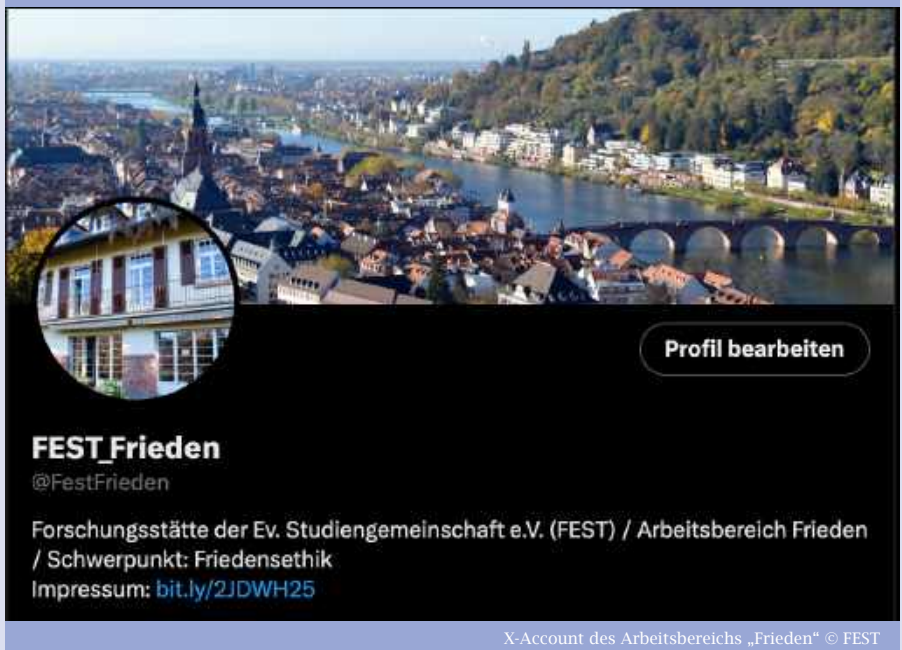 Profil bearbeiten
FEST_Frieden
@FestFrieden
Forschungsstätte der Ev. Studiengemeinschaft e.V. (FEST) / Arbeitsbereich Frieden
/ Schwerpunkt: Friedensethik
Impressum: bit.ly/2JDWH25
X-Account des Arbeitsbereichs „Frieden“ © FEST